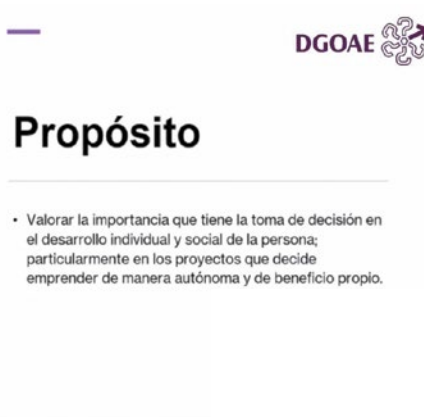 DGOAE
Propósito
• Valorar la importancia que tiene la toma de decisión en
el desarrollo individual y social de la persona;
particularmente en los proyectos que decide
emprender de manera autónoma y de beneficio propio.